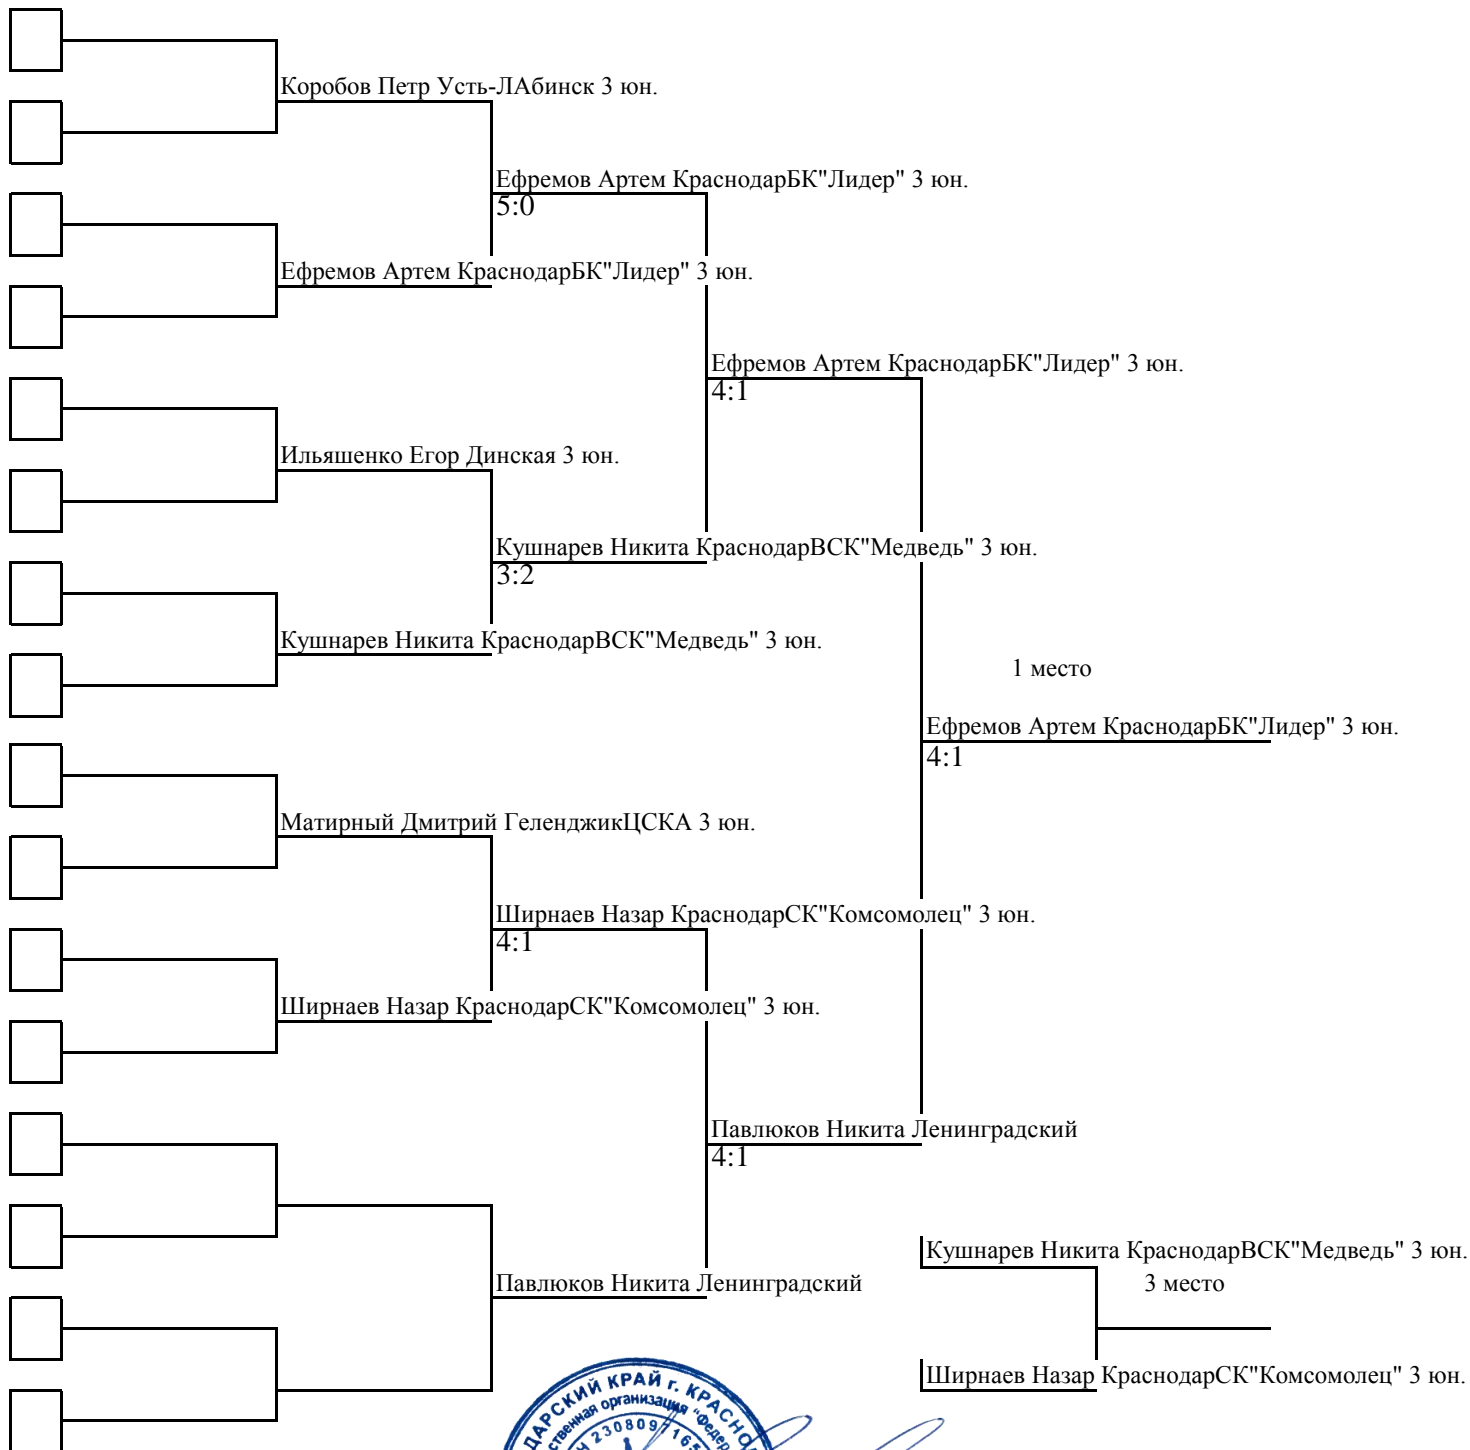 Коробов Петр Усть-ЛАбинск 3 юн.
Ефремов Артем КраснодарБК"Лидер" 3 юн.
5:0
Ефремов Артем КраснодарБК"Лидер" 3 юн.
Ефремов Артем КраснодарБК"Лидер" 3 юн.
4:1
Ильяшенко Егор Динская 3 юн.
Кушнарев Никита КраснодарВСК"Медведь" 3 юн.
3:2
Кушнарев Никита КраснодарВСК"Медведь" 3 юн.
1 место
Ефремов Артем КраснодарБК"Лидер" 3 юн.
4:1
Матирный Дмитрий ГеленджикЦСКА 3 юн.
Ширнаев Назар КраснодарСК"Комсомолец" 3 юн.
4:1
Ширнаев Назар КраснодарСК"Комсомолец" 3 юн.
Павлюков Никита Ленинградский
4:1
Кушнарев Никита КраснодарВСК"Медведь" 3 юн.
Павлюков Никита Ленинградский
3 место
Ширнаев Назар КраснодарСК"Комсомолец" 3 юн.
КРАЙ г.
организация